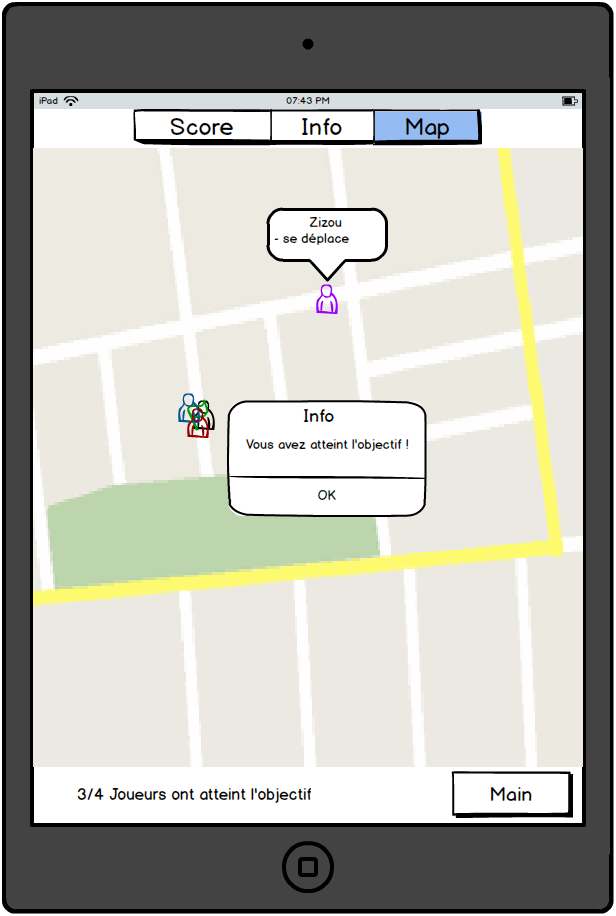 iPad 07:43 PM
Score Info Map
Zizou
- se déplace
Info
Vous avez atteint l'objectif !
OK
3/4 Joueurs ont atteint l'objectif
Main